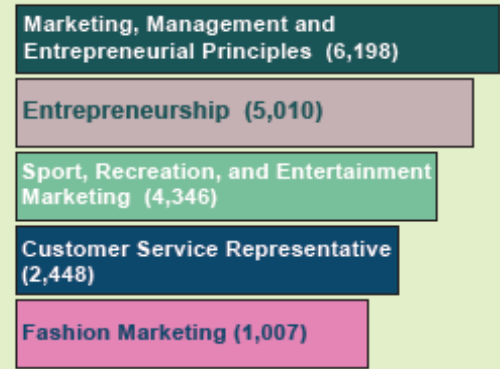 Marketing, Management and
Entrepreneurial Principles (6,198)
Entrepreneurship (5,010)
Sport, Recreation, and Entertainment
Marketing (4,346)
Customer Service Representative
(2,448)
Fashion Marketing (1,007)